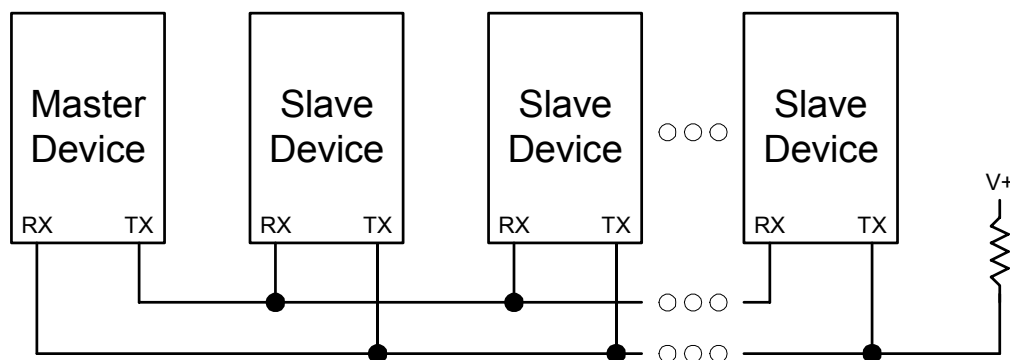 Master
Device
Slave
Device
Slave
Device
Slave
Device
RX TX
RX TX
RX TX
RX TX
V+